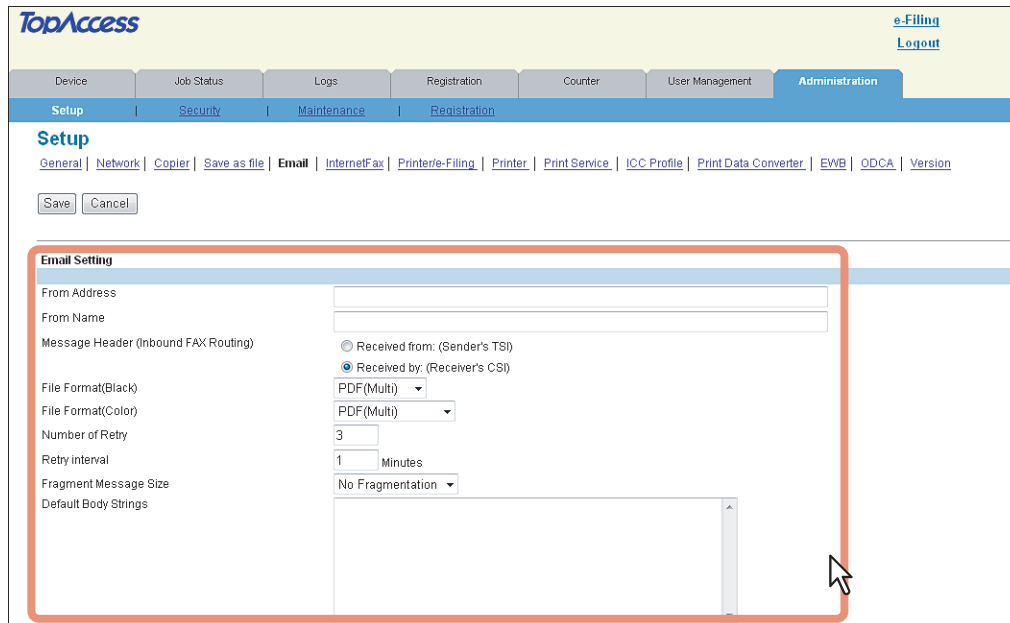 TopAccess
e-Filing
Logout
Device Job Status Logs Registration Counter User Management Administration
Setup | Security | Maintenance | Registration
Setup
General | Network | Copier | Save as file | Email | InternetFax | Printer/e-Filing | Printer | Print Service | ICC Profile | Print Data Converter | EWB | ODCA | Version
Save Cancel
Email Setting
From Address
From Name
Message Header (Inbound FAX Routing) Received from: (Sender's TSI)
Received by: (Receiver's CSI)
File Format(Black) PDF(Multi)
File Format(Color) PDF(Multi)
Number of Retry 3
Retry interval 1 Minutes
Fragment Message Size No Fragmentation
Default Body Strings